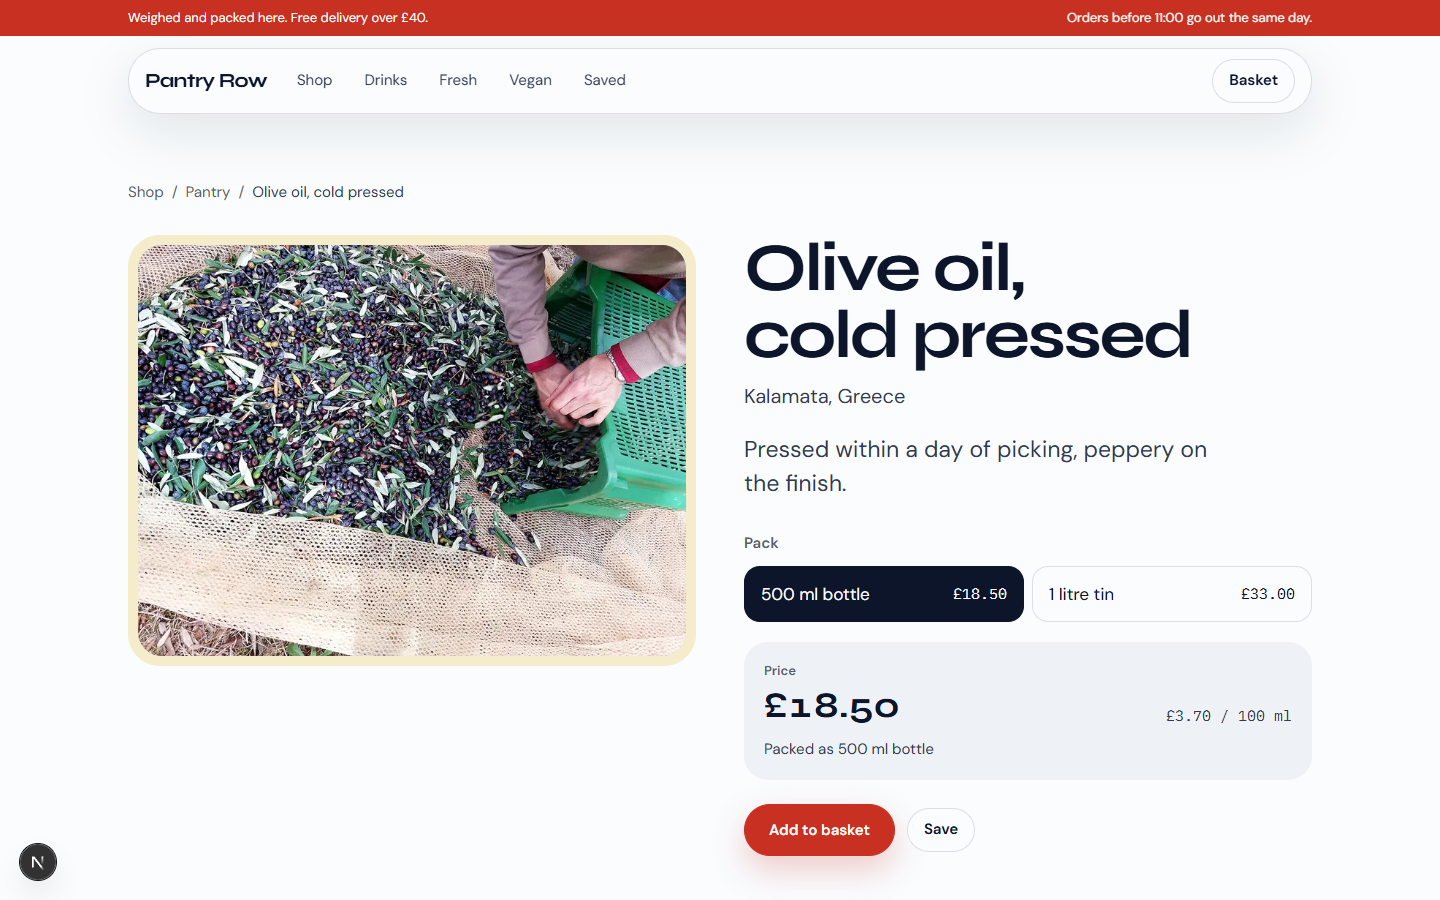 Weighed and packed here. Free delivery over £40.
Orders before 11:00 go out the same day.
Pantry Row
Shop
Drinks
Fresh
Vegan
Saved
Basket
Shop / Pantry / Olive oil, cold pressed
Olive oil,
cold pressed
Kalamata, Greece
Pressed within a day of picking, peppery on
the finish.
Pack
500 ml bottle
£18.50
1 litre tin
£33.00
Price
£18.50
£3.70 / 100 ml
Packed as 500 ml bottle
Add to basket
Save
N